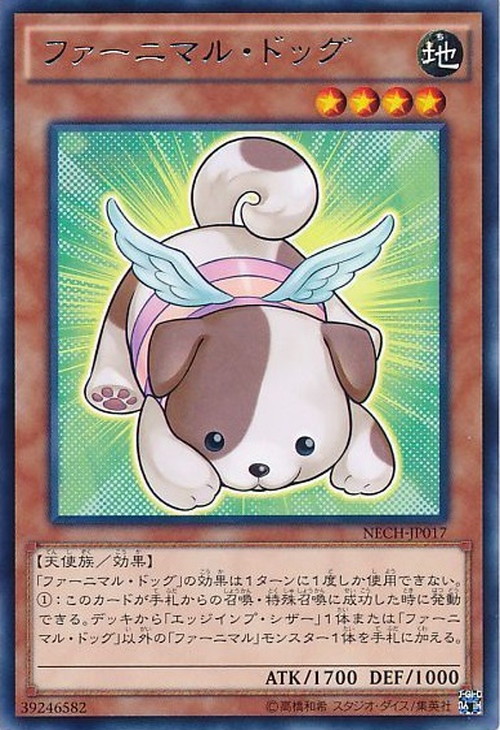 ファーニマル・ドッグ
地
NECH-JP017
【天使族／効果】
「ファーニマル・ドッグ」の効果は1ターンに1度しか使用できない。
①：このカードが手札からの召喚・特殊召喚に成功した時に発動
できる。デッキから「エッジインプ・シザー」1体または「ファーニ
マル・ドッグ」以外の「ファーニマル」モンスター1体を手札に加える。
ATK/1700 DEF/1000
39246582
©高橋和希 スタジオ・ダイス/集英社